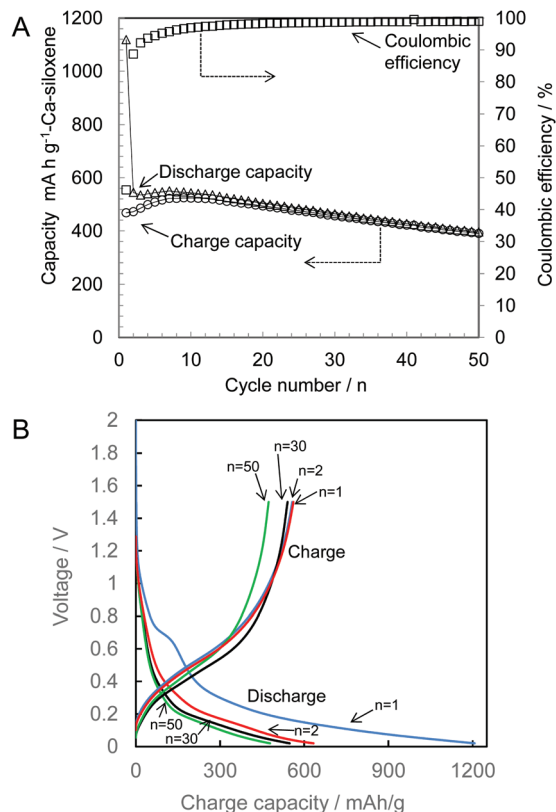 A
Capacity mA h g-1-Ca-siloxene
1200
1000
800
600
400
200
0
100
90
80
70
60
50
40
30
20
10
0
Coulombic efficiency / %
Coulombic
efficiency
Discharge capacity
Charge capacity
0 10 20 30 40 50
Cycle number / n
B
Voltage / V
2
1.8
1.6
1.4
1.2
1
0.8
0.6
0.4
0.2
0
n=30
n=50
n=2
n=1
Charge
Discharge
n=1
n=50
n=2
n=30
0 300 600 900 1200
Charge capacity / mAh/g